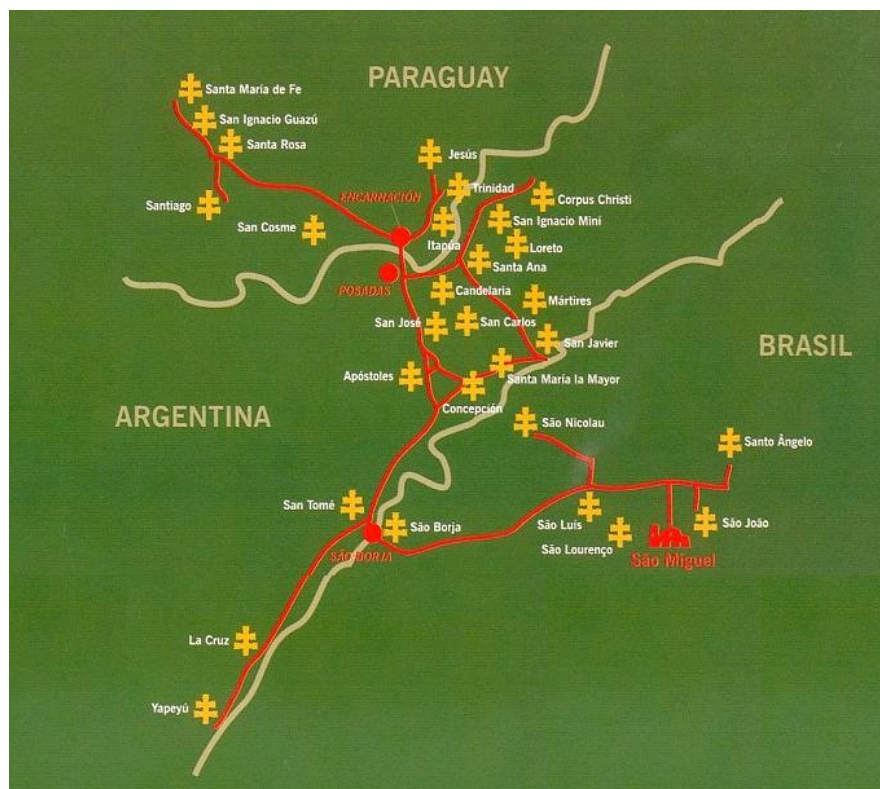 PARAGUAY
Santa María de Fe
San Ignacio Guazú
Santa Rosa
Jesús
Trinidad
ENCARNACIÓN
Corpus Christi
Santiago
San Cosme
San Ignacio Miní
Itapúa
Loreto
Santa Ana
POSADAS
Candelaria
Mártires
San José
San Carlos
San Javier
BRASIL
Apóstoles
Santa María la Mayor
Concepción
ARGENTINA
São Nicolau
Santo Ângelo
San Tomé
São Borja
São Luís
São João
SÃO BORJA
São Lourenço
São Miguel
La Cruz
Yapeyú